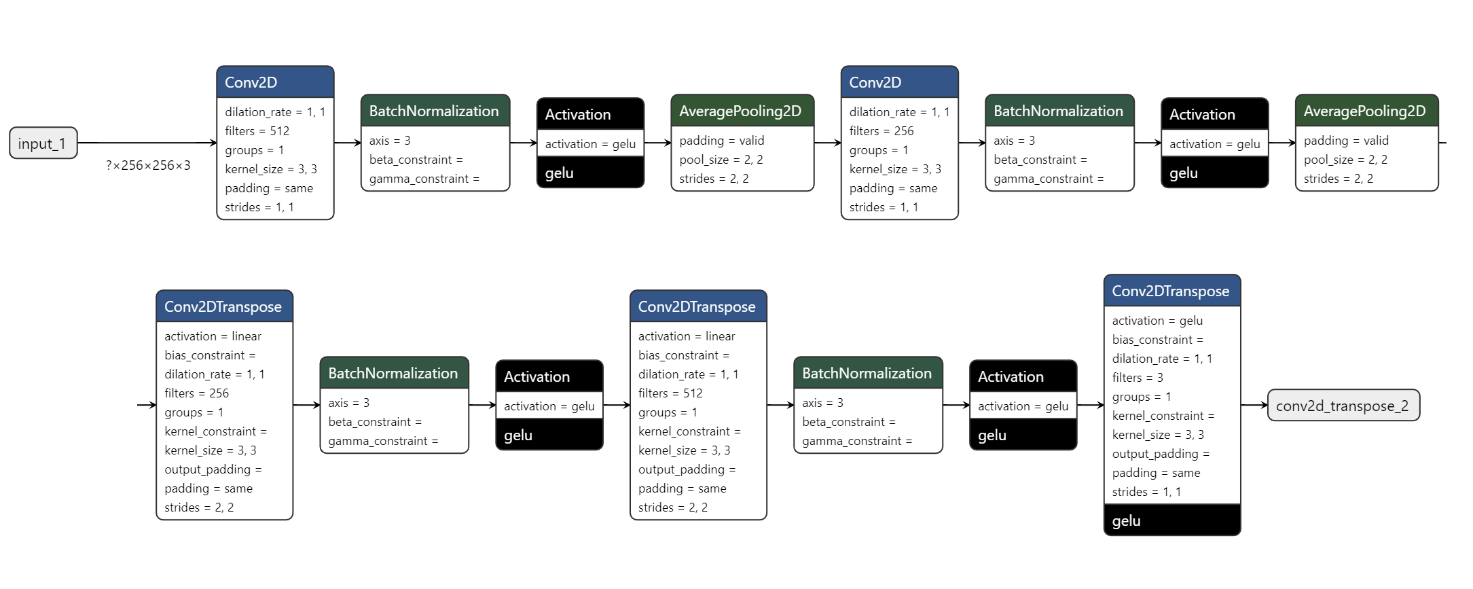 input_1
?×256×256×3
Conv2D
dilation_rate = 1, 1
filters = 512
groups = 1
kernel_size = 3, 3
padding = same
strides = 1, 1
BatchNormalization
axis = 3
beta_constraint =
gamma_constraint =
Activation
activation = gelu
gelu
AveragePooling2D
padding = valid
pool_size = 2, 2
strides = 2, 2
Conv2D
dilation_rate = 1, 1
filters = 256
groups = 1
kernel_size = 3, 3
padding = same
strides = 1, 1
BatchNormalization
axis = 3
beta_constraint =
gamma_constraint =
Activation
activation = gelu
gelu
AveragePooling2D
padding = valid
pool_size = 2, 2
strides = 2, 2
Conv2DTranspose
activation = linear
bias_constraint =
dilation_rate = 1, 1
filters = 256
groups = 1
kernel_constraint =
kernel_size = 3, 3
output_padding =
padding = same
strides = 2, 2
BatchNormalization
axis = 3
beta_constraint =
gamma_constraint =
Activation
activation = gelu
gelu
Conv2DTranspose
activation = linear
bias_constraint =
dilation_rate = 1, 1
filters = 512
groups = 1
kernel_constraint =
kernel_size = 3, 3
output_padding =
padding = same
strides = 2, 2
BatchNormalization
axis = 3
beta_constraint =
gamma_constraint =
Activation
activation = gelu
gelu
Conv2DTranspose
activation = gelu
bias_constraint =
dilation_rate = 1, 1
filters = 3
groups = 1
kernel_constraint =
kernel_size = 3, 3
output_padding =
padding = same
strides = 1, 1
gelu
conv2d_transpose_2